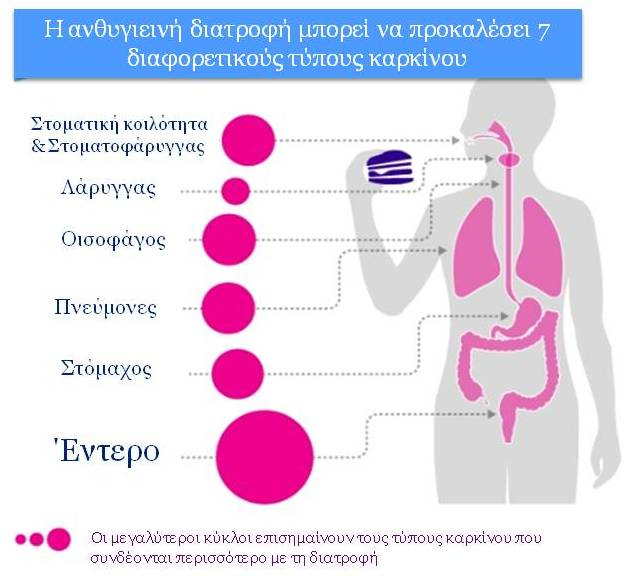 Η ανθυγιεινή διατροφή μπορεί να προκαλέσει 7
διαφορετικούς τύπους καρκίνου
Στοματική κοιλότητα
& Στοματοφάρυγγας
Λάρυγγας
Οισοφάγος
Πνεύμονες
Στόμαχος
Έντερο
Οι μεγαλύτεροι κύκλοι επισημαίνουν τους τύπους καρκίνου που
συνδέονται περισσότερο με τη διατροφή